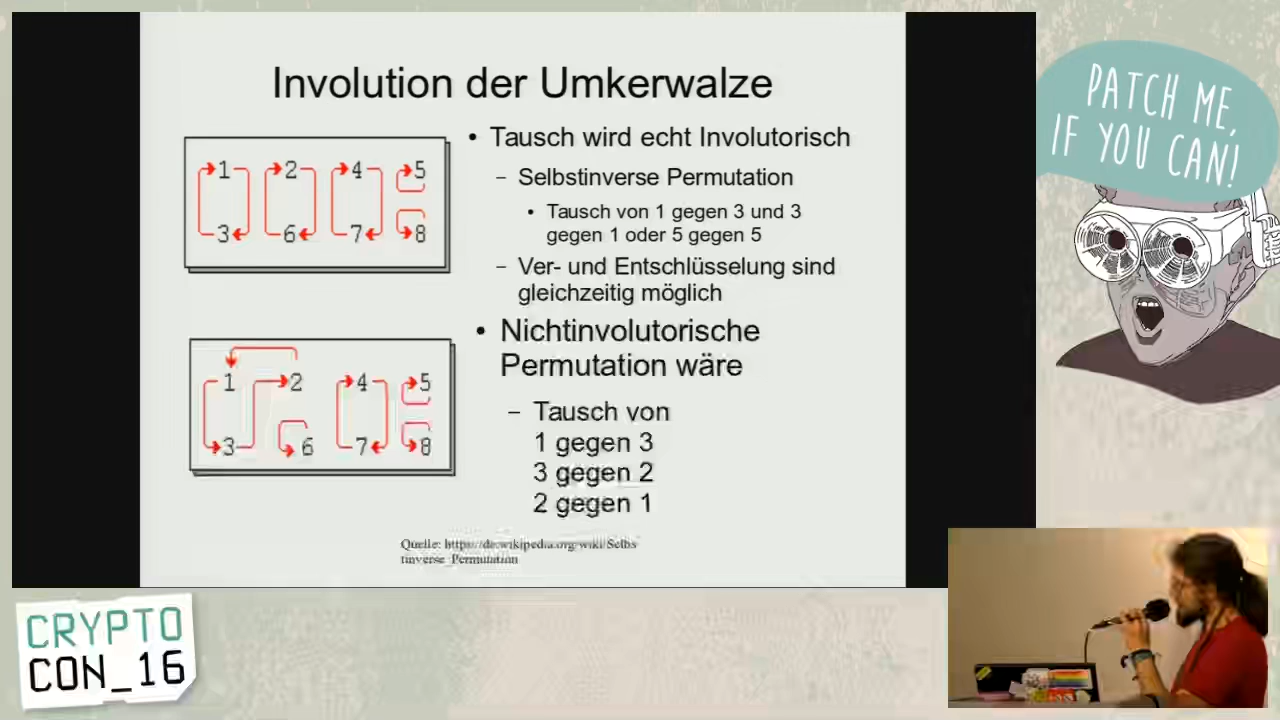 Involution der Umkerwalze
1 2 4 5
3 6 7 8
• Tausch wird echt Involutorisch
– Selbstinverse Permutation
• Tausch von 1 gegen 3 und 3
gegen 1 oder 5 gegen 5
– Ver- und Entschlüsselung sind
gleichzeitig möglich
1 2 4 5
3 6 7 8
• Nichtinvolutorische
Permutation wäre
– Tausch von
1 gegen 3
3 gegen 2
2 gegen 1
Quelle: https://de.wikipedia.org/wiki/Selbs
tinverse_Permutation
PATCH ME,
IF YOU CAN!
CRYPTO
CON_16